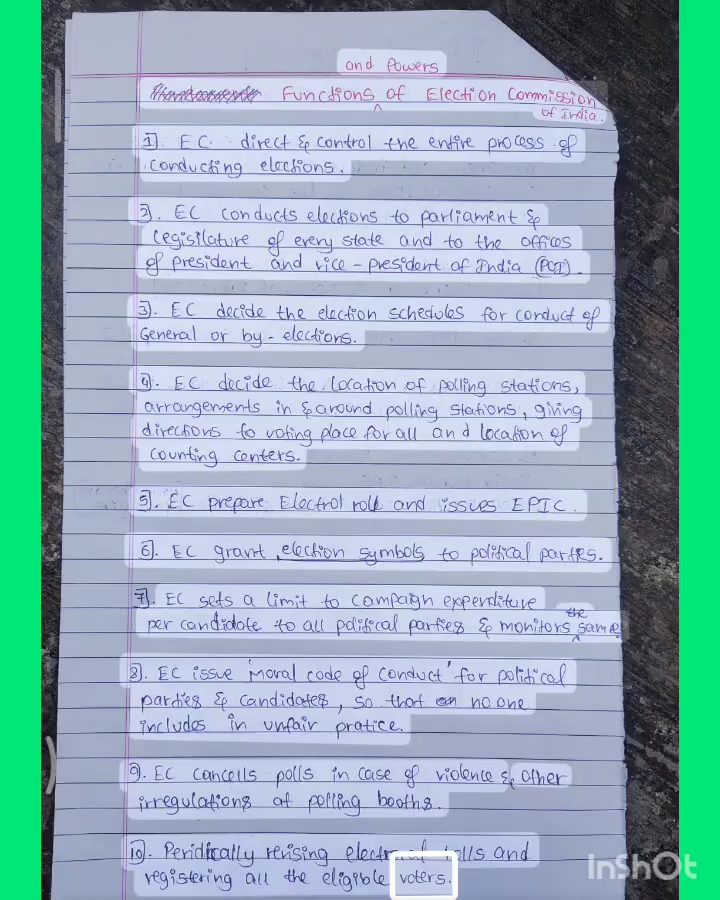 and Powers
Functions of Election Commission
of India.
1). EC direct & control the entire process of
conducting elections.
2). EC conducts elections to parliament &
Legisilature of every state and to the offices
of president and vice - president of India (POI).
3). EC decide the election schedules for conduct of
General or by - elections.
4). EC decide the location of polling stations,
arrangements in & around polling stations, giving
directions to voting place for all and location of
counting centers.
5). EC prepare Electrol roll and issues EPIC.
6). EC grant election symbols to political parties.
7). EC sets a limit to campaign expenditure
the
per candidate to all political parties & monitors same
8). EC issue 'moral code of conduct' for political
parties & candidates, so that no one
includes in unfair pratice.
9). EC cancells polls in case of violence & other
irregulations at polling booths.
10). Peridically revising rolls and
registering all the eligible voters.
InShOt